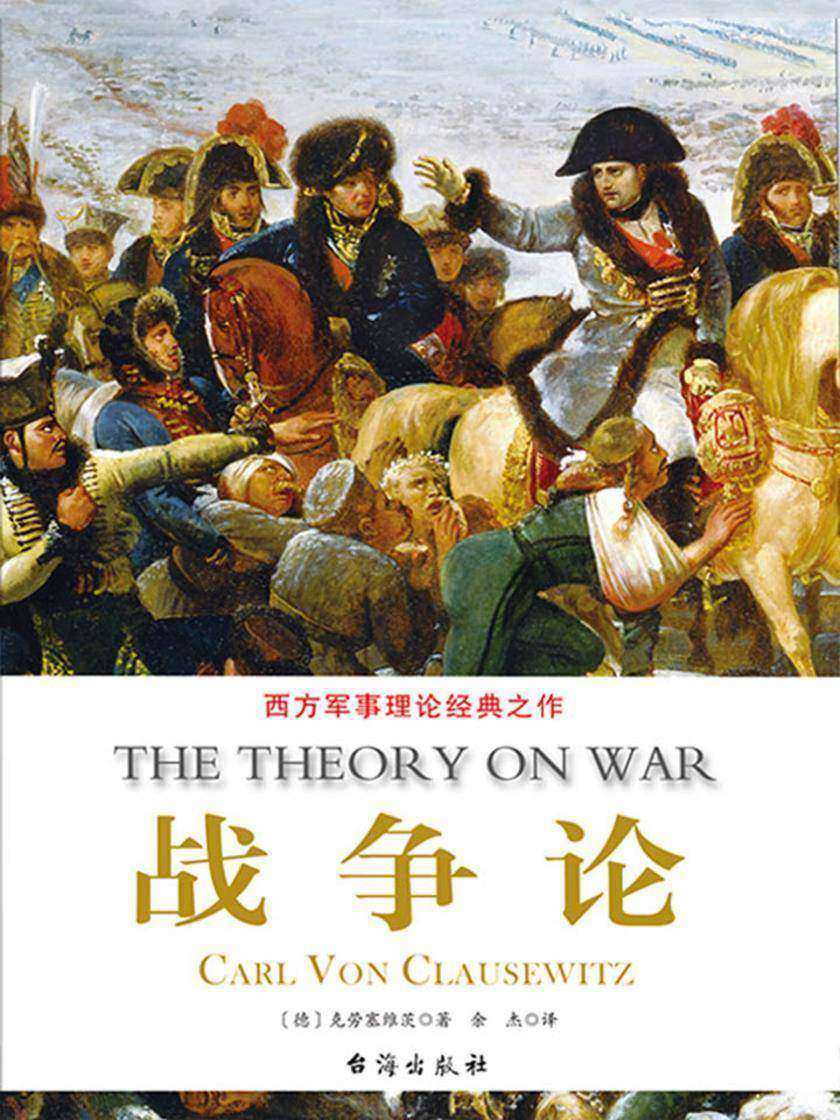 西方军事理论经典之作
THE THEORY ON WAR
战争论
CARL VON CLAUSEWITZ
［德］克劳塞维茨◎著 余 杰◎译
台海出版社